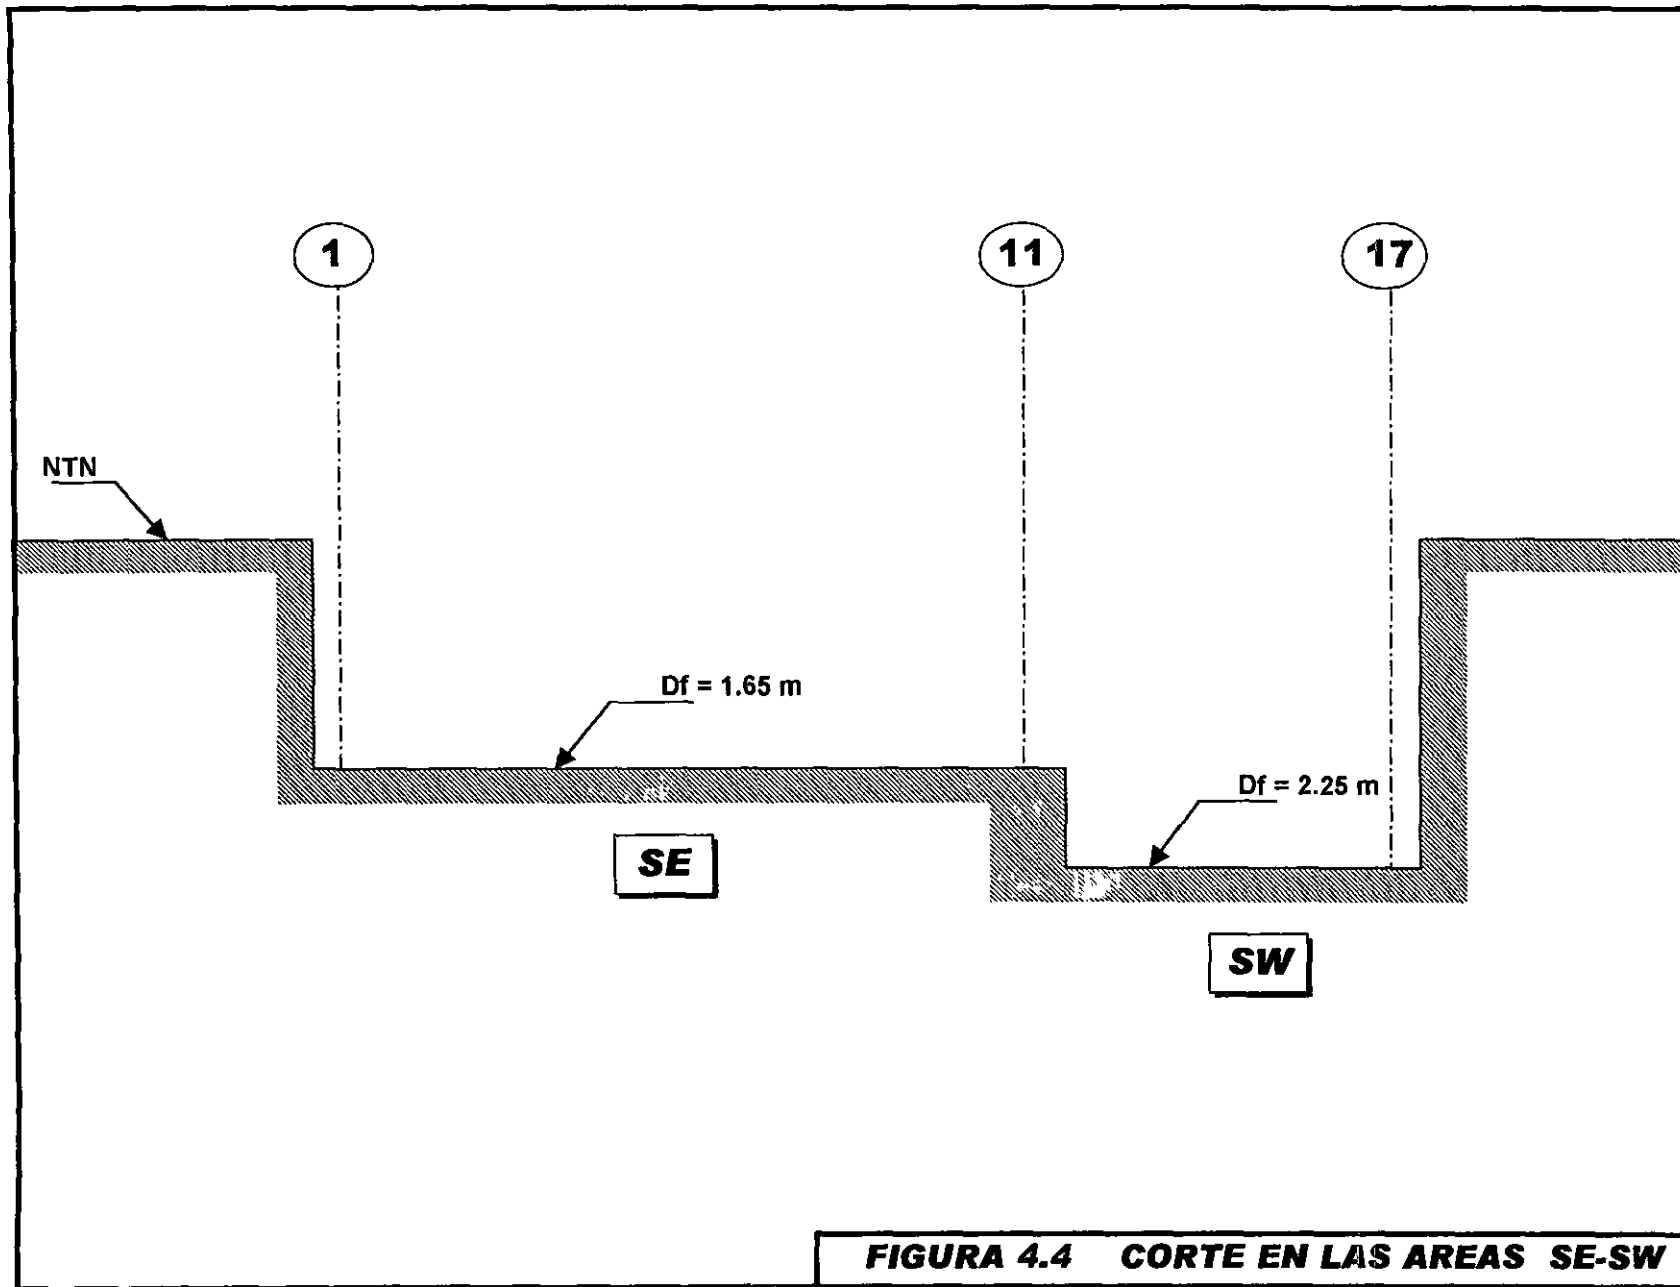 1
11
17
NTN
Df = 1.65 m
Df = 2.25 m
SE
SW
FIGURA 4.4 CORTE EN LAS AREAS SE-SW